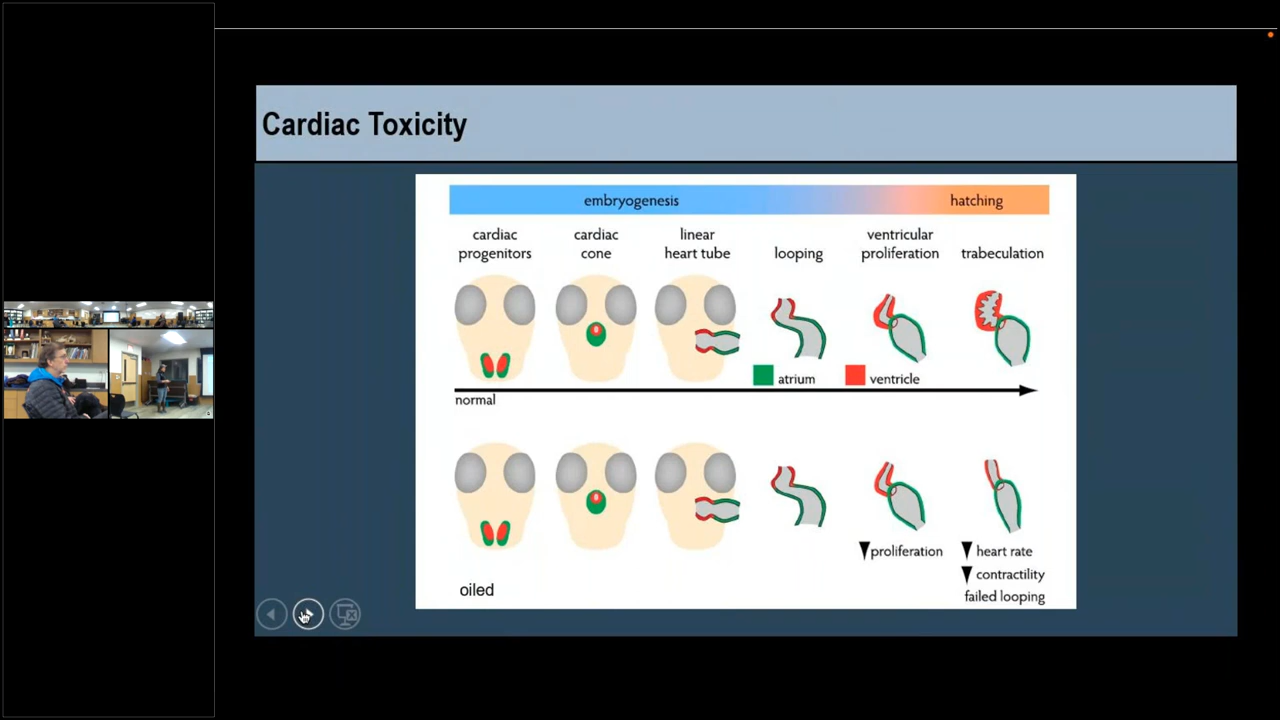 Cardiac Toxicity
embryogenesis
hatching
cardiac
progenitors
cardiac
cone
linear
heart tube
looping
ventricular
proliferation
trabeculation
atrium
ventricle
normal
proliferation
heart rate
contractility
failed looping
oiled